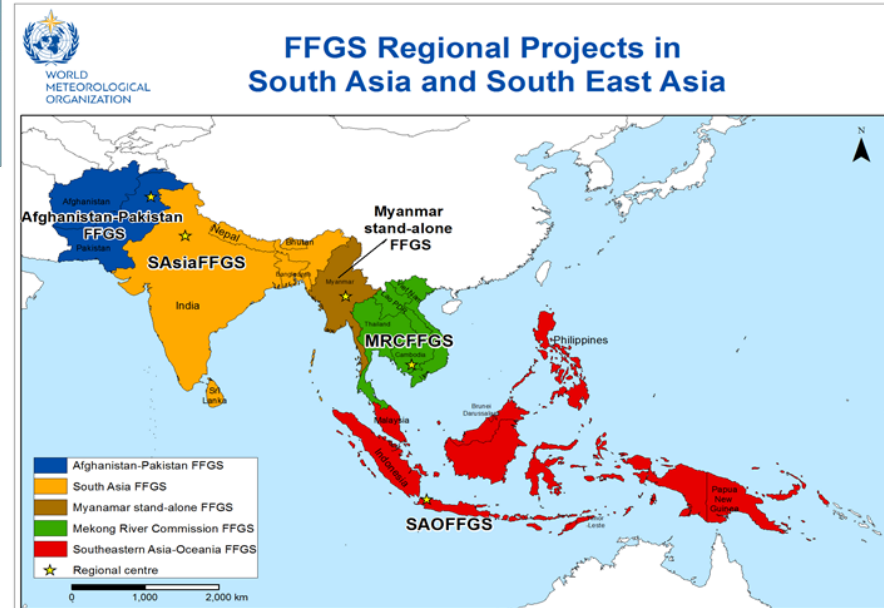 WORLD
METEOROLOGICAL
ORGANIZATION
FFGS Regional Projects in
South Asia and South East Asia
N
Afghanistan
Afghanistan-Pakistan
FFGS
Pakistan
Myanmar
stand-alone
FFGS
Nepal
Bhutan
SAsiaFFGS
Bangladesh
India
Myanmar
Viet Nam
Lao PDR
Thailand
MRCFFGS
Cambodia
Sri
Lanka
Philippines
Brunei
Darussalam
Malaysia
Indonesia
Papua
New
Guinea
SAOFFGS
Timor
-Leste
Afghanistan-Pakistan FFGS
South Asia FFGS
Myanamar stand-alone FFGS
Mekong River Commission FFGS
Southeastern Asia-Oceania FFGS
Regional centre
0 1,000 2,000 km